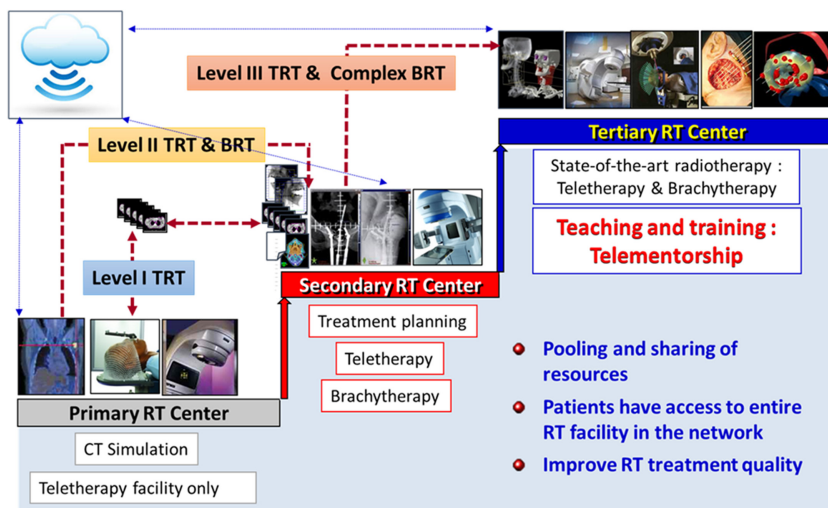 Level III TRT & Complex BRT
Tertiary RT Center
State-of-the-art radiotherapy :
Teletherapy & Brachytherapy
Teaching and training :
Telementorship
Level II TRT & BRT
Level I TRT
Secondary RT Center
Treatment planning
Teletherapy
Brachytherapy
Primary RT Center
CT Simulation
Teletherapy facility only
Pooling and sharing of
resources
Patients have access to entire
RT facility in the network
Improve RT treatment quality